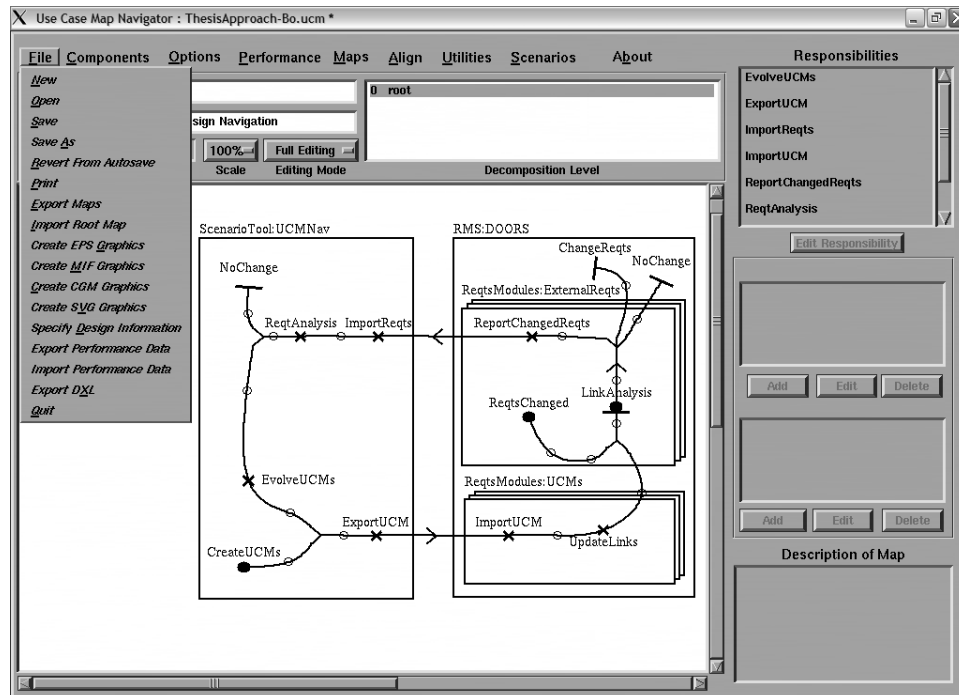 Use Case Map Navigator : ThesisApproach-Bo.ucm *
File Components Options Performance Maps Align Utilities Scenarios About
New
Open
Save
Save As
Revert From Autosave
Print
Export Maps
Import Root Map
Create EPS Graphics
Create MIF Graphics
Create CGM Graphics
Create SVG Graphics
Specify Design Information
Export Performance Data
Import Performance Data
Export DXL
Quit
sign Navigation
100% Full Editing
Scale Editing Mode
0 root
Decomposition Level
ScenarioTool:UCMNav
NoChange
ReqtAnalysis ImportReqts
EvolveUCMs
ExportUCM
CreateUCMs
RMS:DOORS
ChangeReqts
NoChange
ReqtsModules:ExternalReqts
ReportChangedReqts
LinkAnalysis
ReqtsChanged
ReqtsModules:UCMs
ImportUCM
UpdateLinks
Responsibilities
EvolveUCMs
ExportUCM
ImportReqts
ImportUCM
ReportChangedReqts
ReqtAnalysis
Edit Responsibility
Add Edit Delete
Add Edit Delete
Description of Map